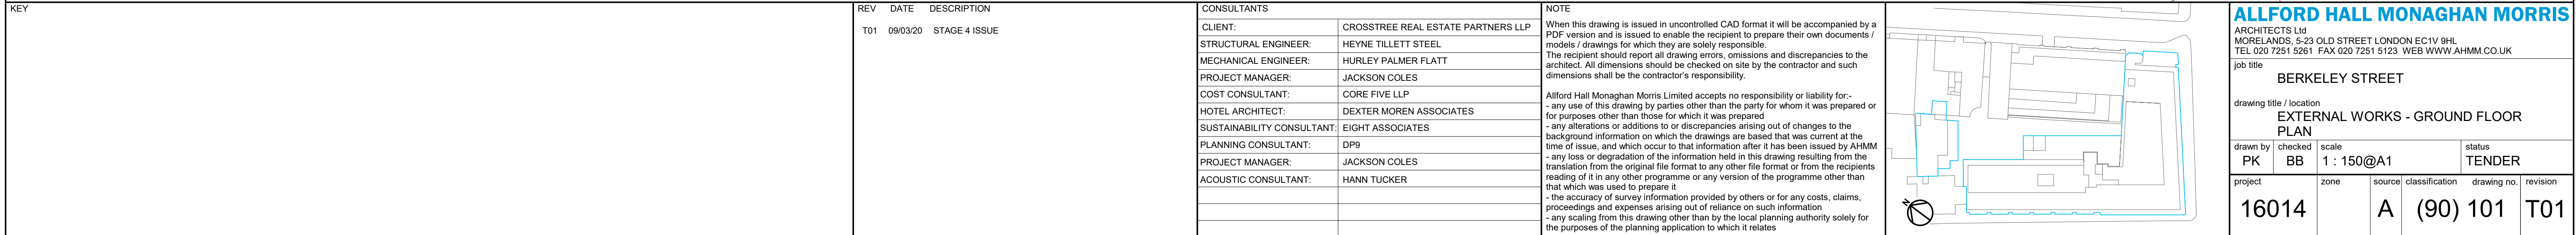 KEY
REV DATE DESCRIPTION
T01 09/03/20 STAGE 4 ISSUE
CONSULTANTS
CLIENT: CROSSTREE REAL ESTATE PARTNERS LLP
STRUCTURAL ENGINEER: HEYNE TILLETT STEEL
MECHANICAL ENGINEER: HURLEY PALMER FLATT
PROJECT MANAGER: JACKSON COLES
COST CONSULTANT: CORE FIVE LLP
HOTEL ARCHITECT: DEXTER MOREN ASSOCIATES
SUSTAINABILITY CONSULTANT: EIGHT ASSOCIATES
PLANNING CONSULTANT: DP9
PROJECT MANAGER: JACKSON COLES
ACOUSTIC CONSULTANT: HANN TUCKER
NOTE
When this drawing is issued in uncontrolled CAD format it will be accompanied by a
PDF version and is issued to enable the recipient to prepare their own documents /
models / drawings for which they are solely responsible.
The recipient should report all drawing errors, omissions and discrepancies to the
architect. All dimensions should be checked on site by the contractor and such
dimensions shall be the contractor's responsibility.
Allford Hall Monaghan Morris Limited accepts no responsibility or liability for:-
- any use of this drawing by parties other than the party for whom it was prepared or
for purposes other than those for which it was prepared
- any alterations or additions to or discrepancies arising out of changes to the
background information on which the drawings are based that was current at the
time of issue, and which occur to that information after it has been issued by AHMM
- any loss or degradation of the information held in this drawing resulting from the
translation from the original file format to any other file format or from the recipients
reading of it in any other programme or any version of the programme other than
that which was used to prepare it
- the accuracy of survey information provided by others or for any costs, claims,
proceedings and expenses arising out of reliance on such information
- any scaling from this drawing other than by the local planning authority solely for
the purposes of the planning application to which it relates
N
ALLFORD HALL MONAGHAN MORRIS
ARCHITECTS Ltd
MORELANDS, 5-23 OLD STREET LONDON EC1V 9HL
TEL 020 7251 5261 FAX 020 7251 5123 WEB WWW.AHMM.CO.UK
job title
BERKELEY STREET
drawing title / location
EXTERNAL WORKS - GROUND FLOOR
PLAN
drawn by checked scale status
PK BB 1 : 150@A1 TENDER
project zone source classification drawing no. revision
16014 A (90) 101 T01